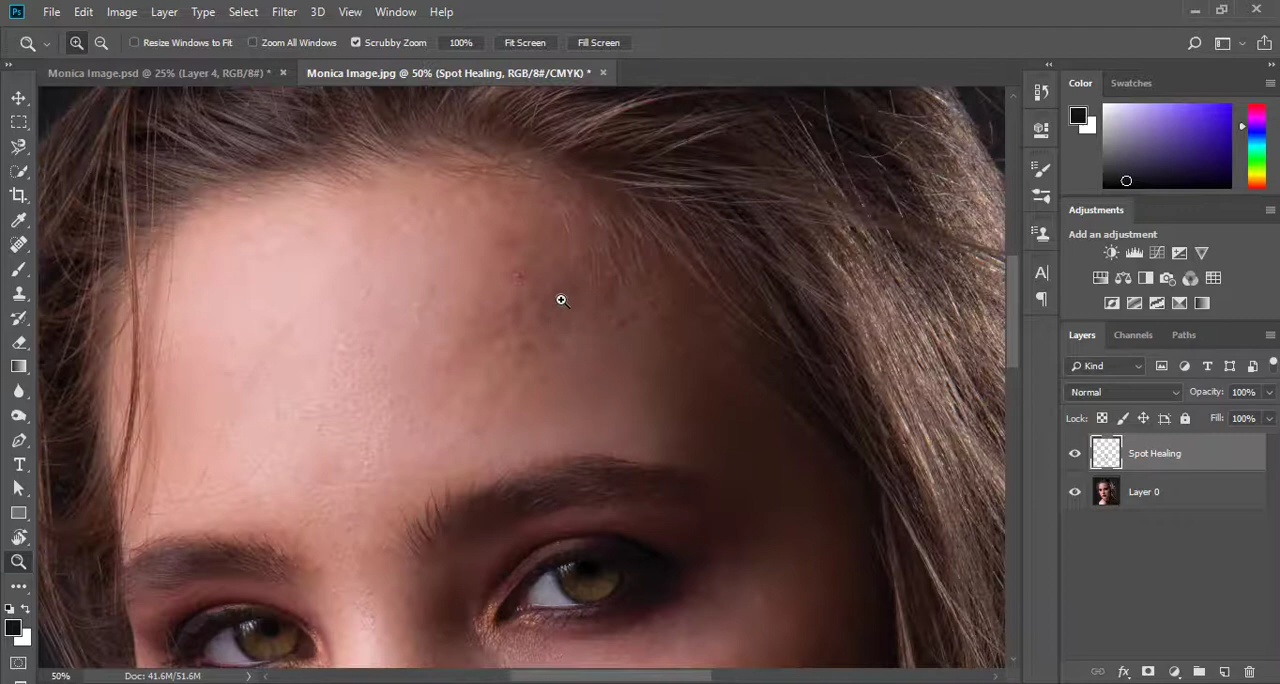 Ps File Edit Image Layer Type Select Filter 3D View Window Help
Resize Windows to Fit Zoom All Windows Scrubby Zoom 100% Fit Screen Fill Screen
Monica Image.psd @ 25% (Layer 4, RGB/8#) * Monica Image.jpg @ 50% (Spot Healing, RGB/8#/CMYK) *
Color Swatches
Adjustments
Add an adjustment
Layers Channels Paths
Kind
Normal Opacity: 100%
Lock: Fill: 100%
Spot Healing
Layer 0
50% Doc: 41.6M/51.6M